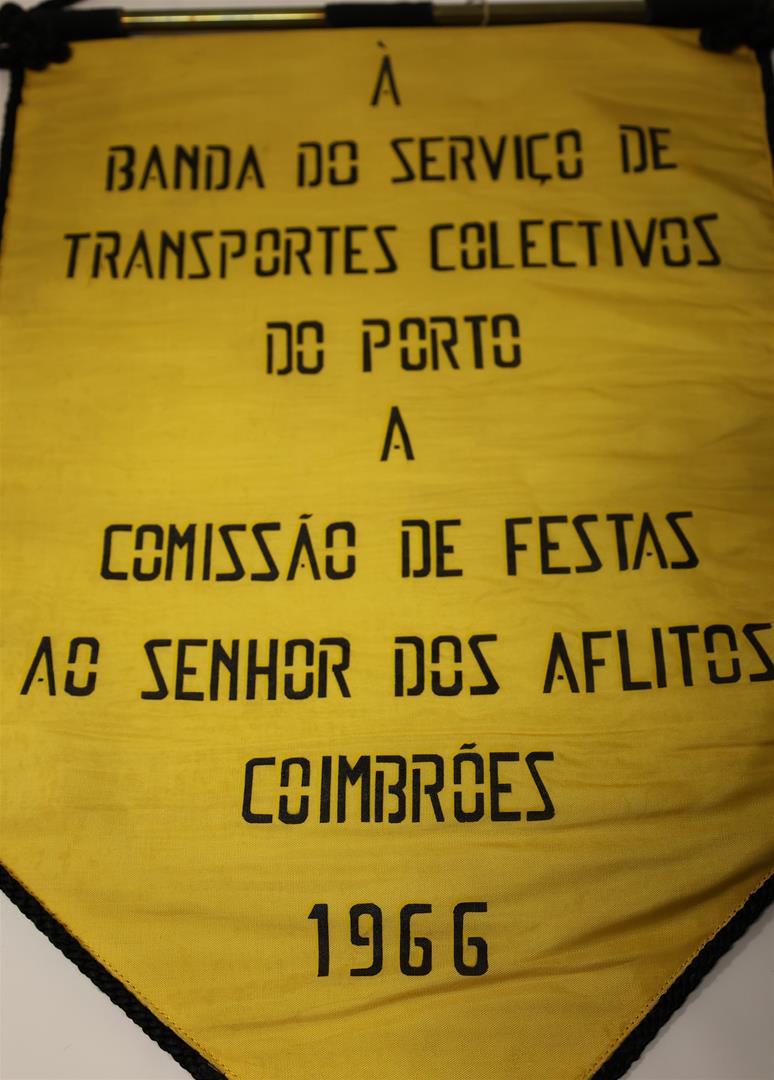 À
BANDA DO SERVIÇO DE
TRANSPORTES COLECTIVOS
DO PORTO
A
COMISSÃO DE FESTAS
AO SENHOR DOS AFLITOS
COIMBRÕES
1966